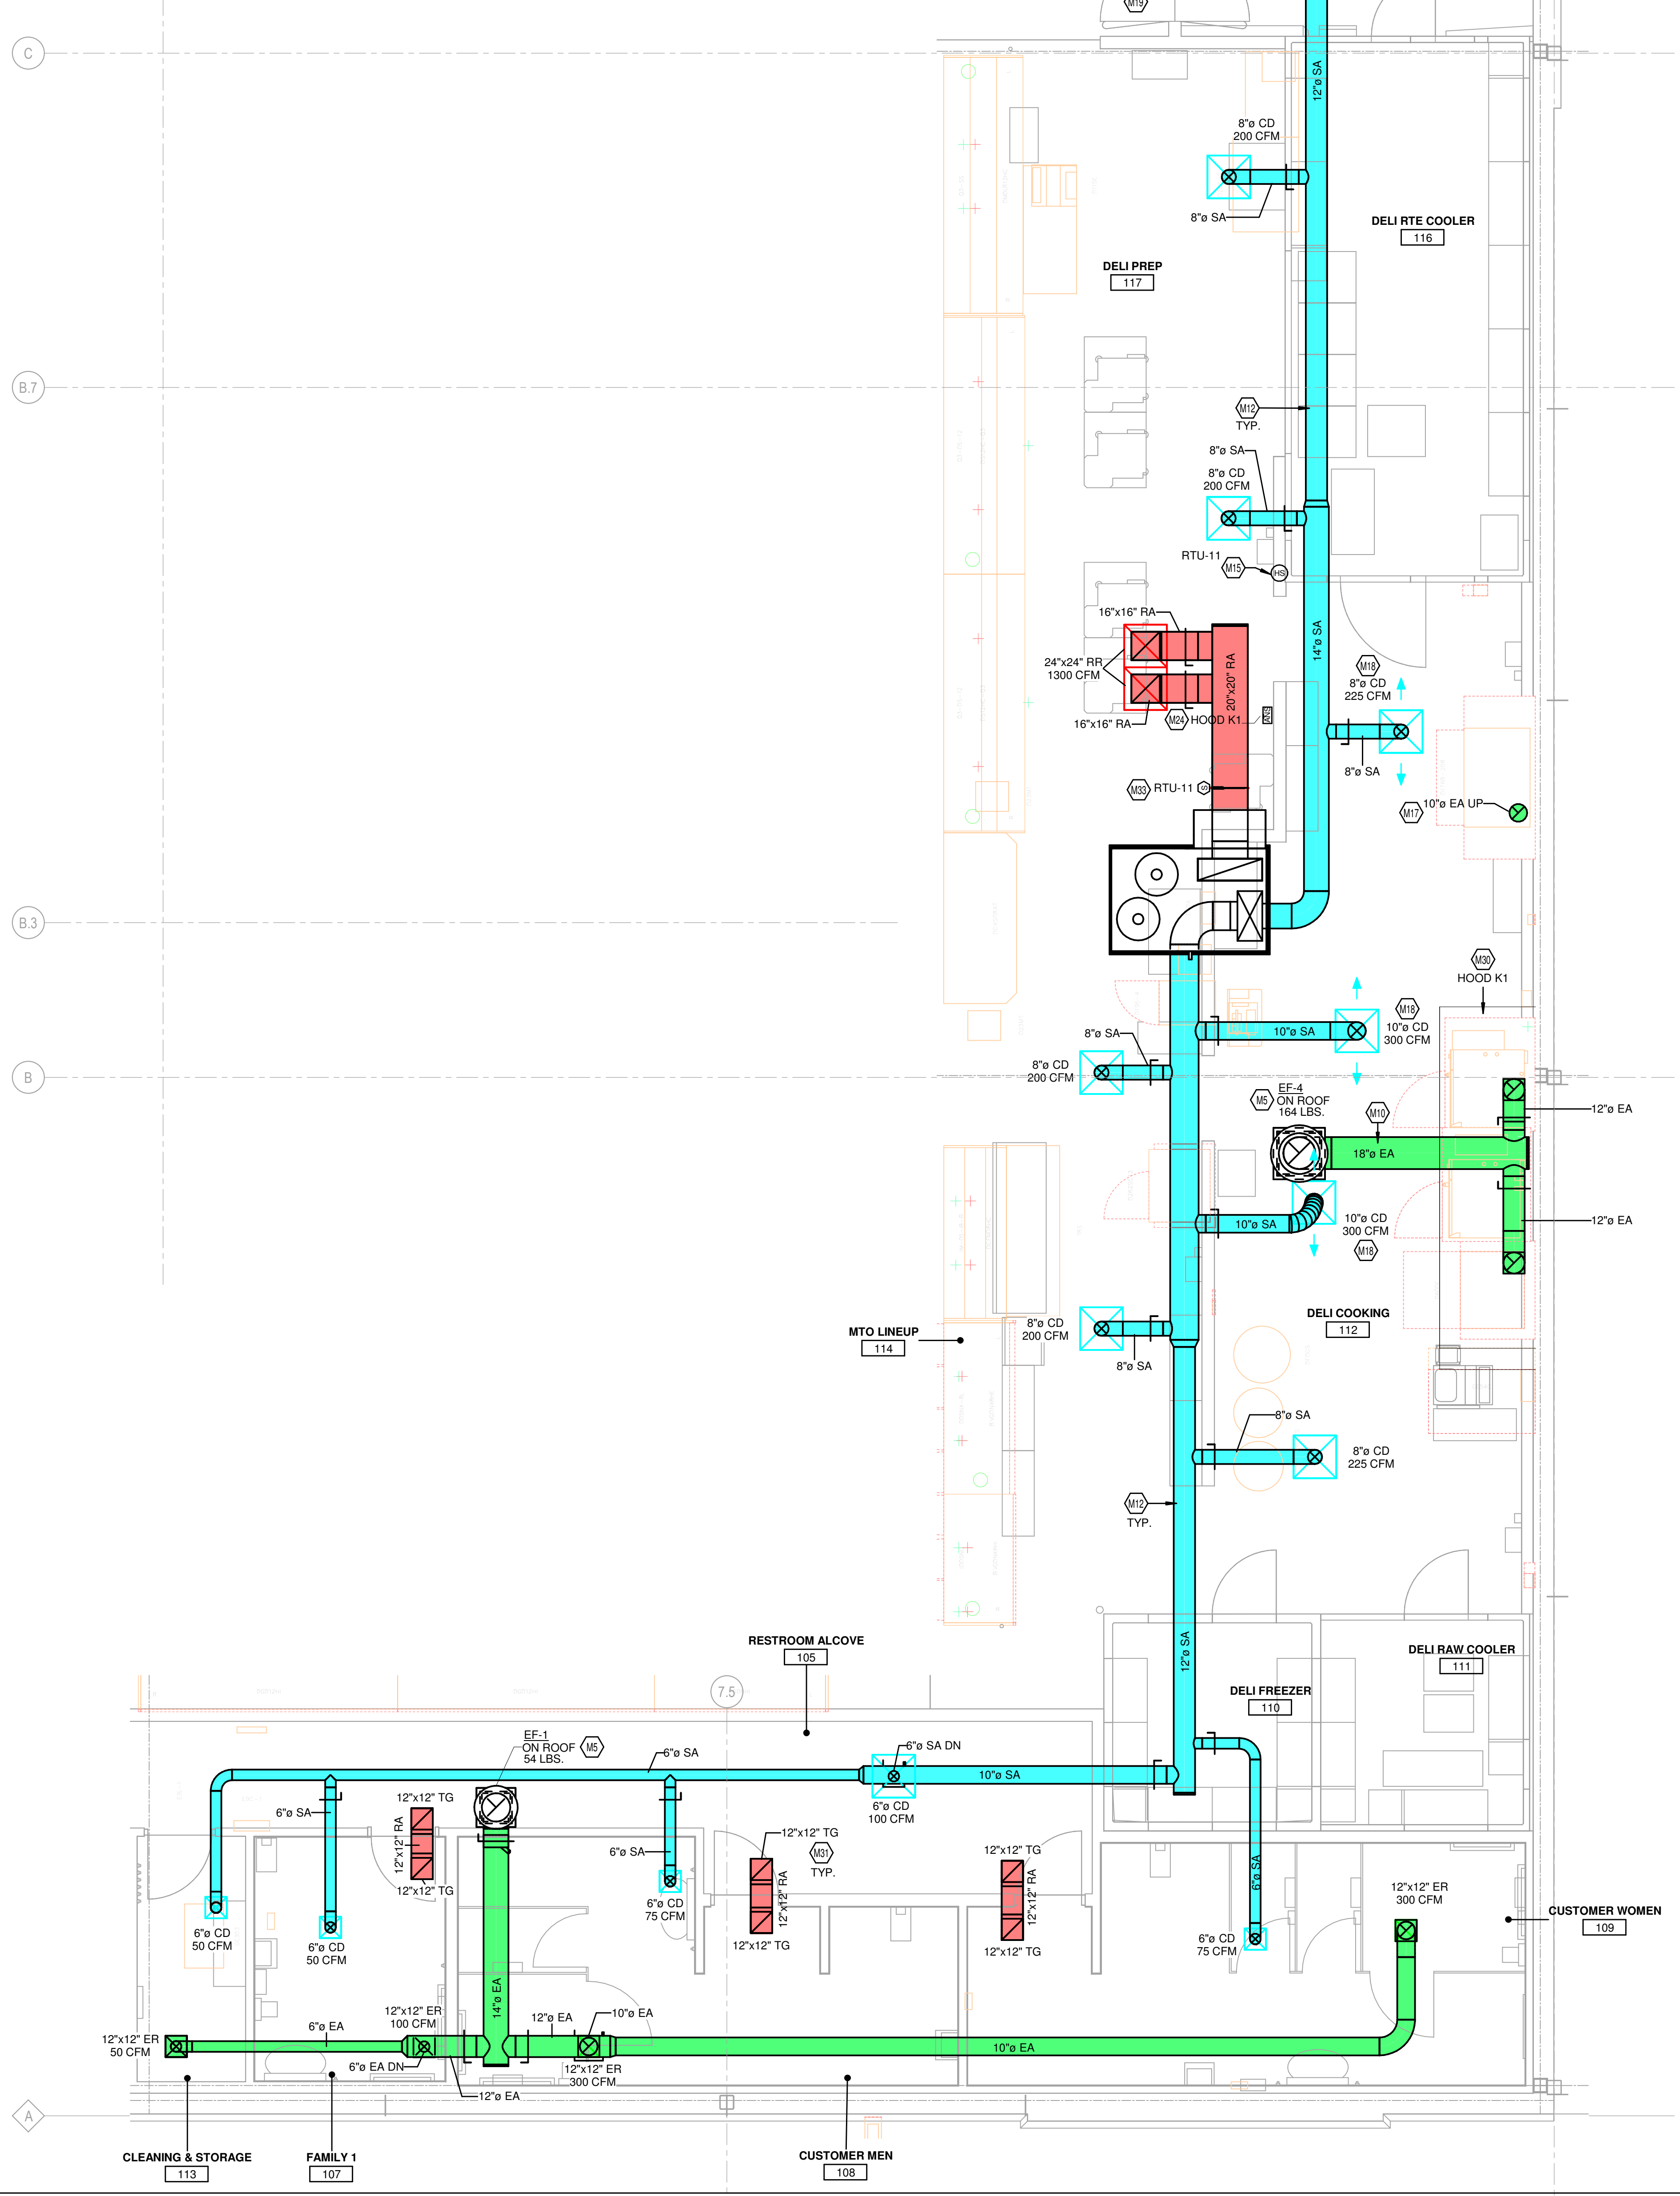 M19
C
12"ø SA
8"ø CD
200 CFM
8"ø SA
DELI RTE COOLER
116
DELI PREP
117
B.7
M12
TYP.
8"ø SA
8"ø CD
200 CFM
RTU-11
M15
HS
16"x16" RA
14"ø SA
24"x24" RR
1300 CFM
20"x20" RA
M18
8"ø CD
225 CFM
16"x16" RA
M24
HOOD K1
ANS
8"ø SA
M33
RTU-11
S
M17
10"ø EA UP
B.3
M30
HOOD K1
M18
10"ø CD
300 CFM
10"ø SA
8"ø SA
8"ø CD
200 CFM
B
EF-4
M5
ON ROOF
164 LBS.
M10
12"ø EA
18"ø EA
10"ø SA
10"ø CD
300 CFM
M18
12"ø EA
DELI COOKING
112
MTO LINEUP
114
8"ø CD
200 CFM
8"ø SA
8"ø SA
8"ø CD
225 CFM
M12
TYP.
RESTROOM ALCOVE
105
12"ø SA
DELI RAW COOLER
111
DELI FREEZER
110
7.5
EF-1
ON ROOF
54 LBS.
M5
6"ø SA
6"ø SA DN
10"ø SA
6"ø CD
100 CFM
12"x12" TG
6"ø SA
12"x12" RA
12"x12" TG
6"ø SA
12"x12" TG
M31
TYP.
12"x12" RA
12"x12" TG
12"x12" TG
12"x12" RA
12"x12" TG
6"ø SA
12"x12" ER
300 CFM
6"ø CD
75 CFM
CUSTOMER WOMEN
109
6"ø CD
50 CFM
6"ø CD
50 CFM
6"ø CD
75 CFM
14"ø EA
12"x12" ER
100 CFM
6"ø EA
12"ø EA
10"ø EA
12"x12" ER
50 CFM
6"ø EA DN
12"x12" ER
300 CFM
10"ø EA
12"ø EA
A
CLEANING & STORAGE
113
FAMILY 1
107
CUSTOMER MEN
108